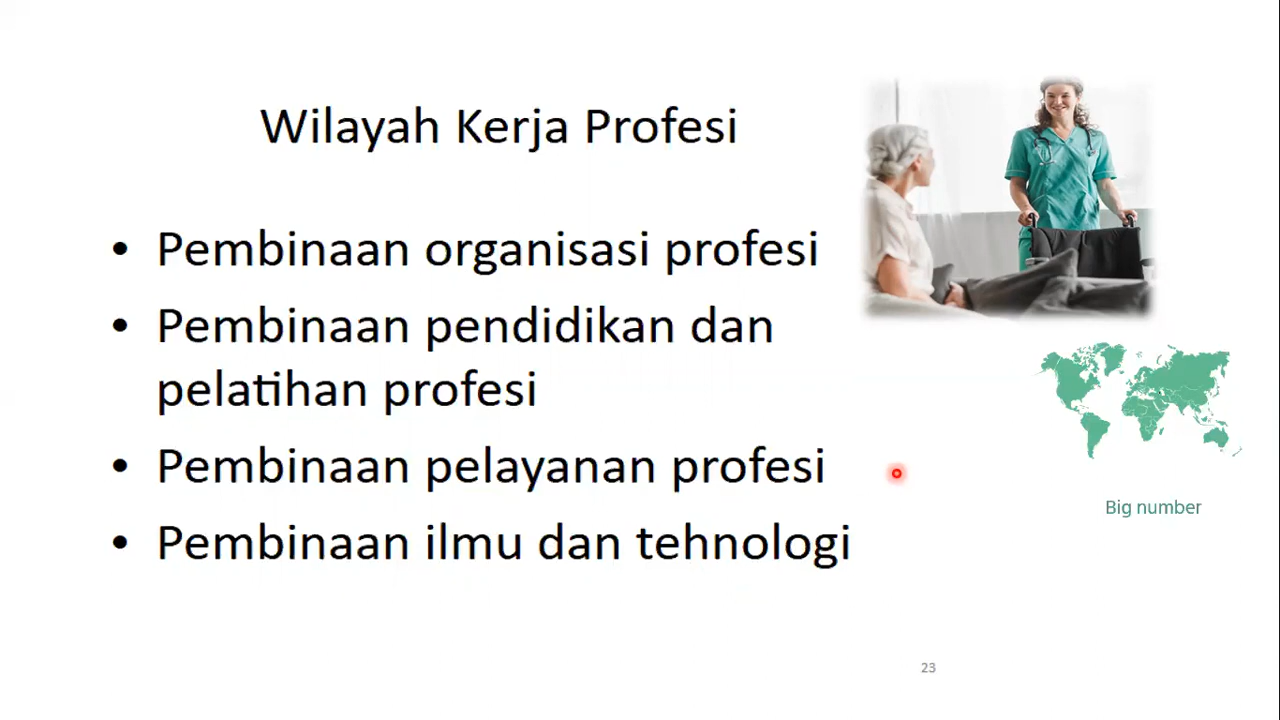 Wilayah Kerja Profesi
• Pembinaan organisasi profesi
• Pembinaan pendidikan dan
pelatihan profesi
• Pembinaan pelayanan profesi
• Pembinaan ilmu dan tehnologi
Big number
23